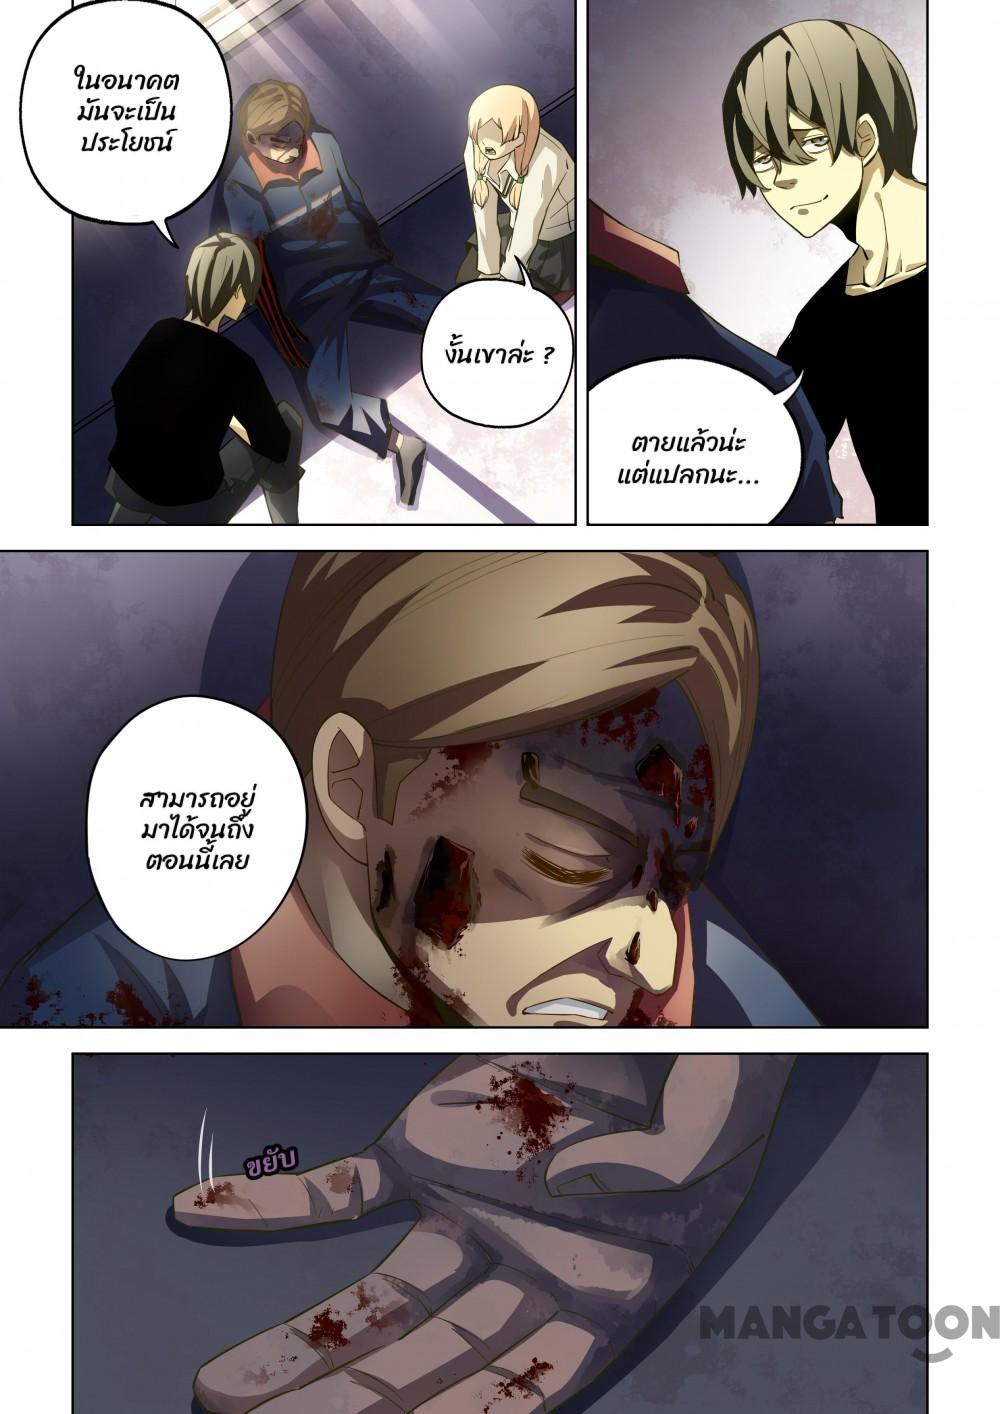 ในอนาคต
มันจะเป็น
ประโยชน์
งั้นเขาล่ะ ?
ตายแล้วน่ะ
แต่แปลกนะ...
สามารถอยู่
มาได้จนถึง
ตอนนี้เลย
ขยับ
MANGATOON